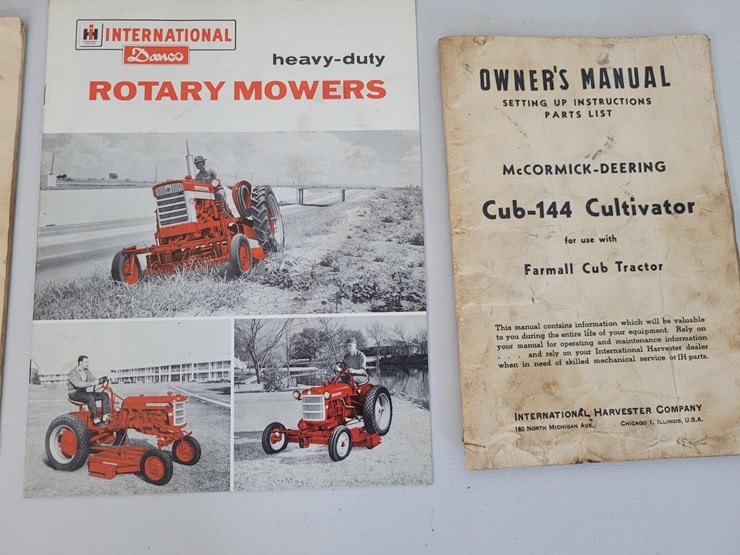 IH INTERNATIONAL
Danco
heavy-duty
ROTARY MOWERS
OWNER'S MANUAL
SETTING UP INSTRUCTIONS
PARTS LIST
McCORMICK-DEERING
Cub-144 Cultivator
for use with
Farmall Cub Tractor
This manual contains information which will be valuable
to you during the entire life of your equipment. Rely on
your manual for operating and maintenance information
. . . . and rely on your International Harvester dealer
when in need of skilled mechanical service or IH parts.
INTERNATIONAL HARVESTER COMPANY
180 NORTH MICHIGAN AVE. CHICAGO 1, ILLINOIS, U.S.A.